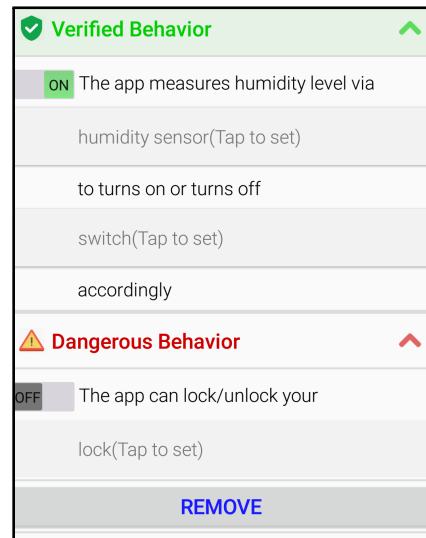 Verified Behavior
ON The app measures humidity level via
humidity sensor(Tap to set)
to turns on or turns off
switch(Tap to set)
accordingly
Dangerous Behavior
OFF The app can lock/unlock your
lock(Tap to set)
REMOVE